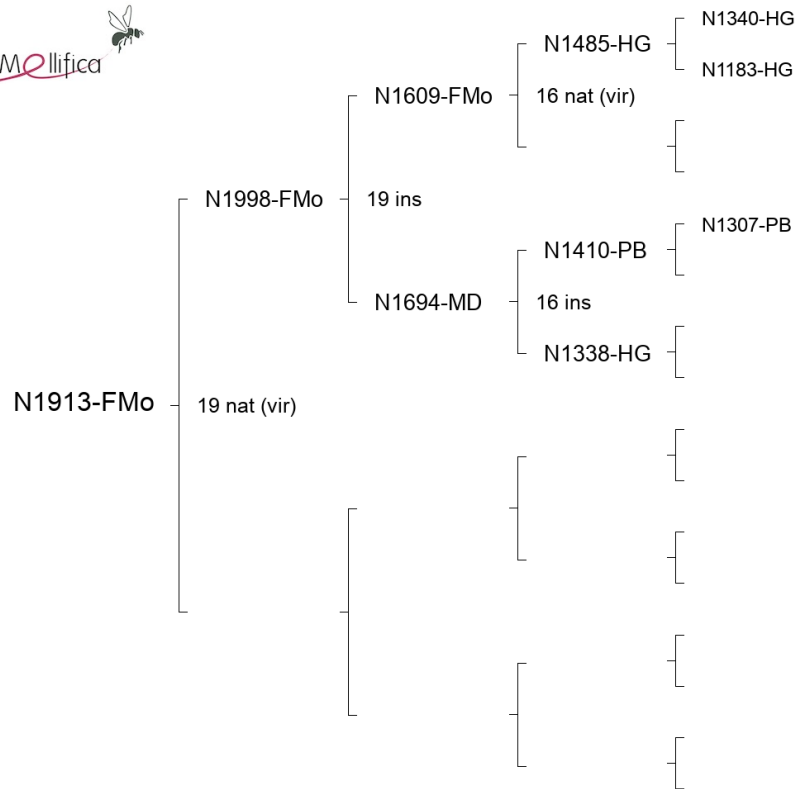 Mellifica
N1340-HG
N1485-HG
N1183-HG
N1609-FMo
16 nat (vir)
N1998-FMo
19 ins
N1307-PB
N1410-PB
N1694-MD
16 ins
N1338-HG
N1913-FMo
19 nat (vir)